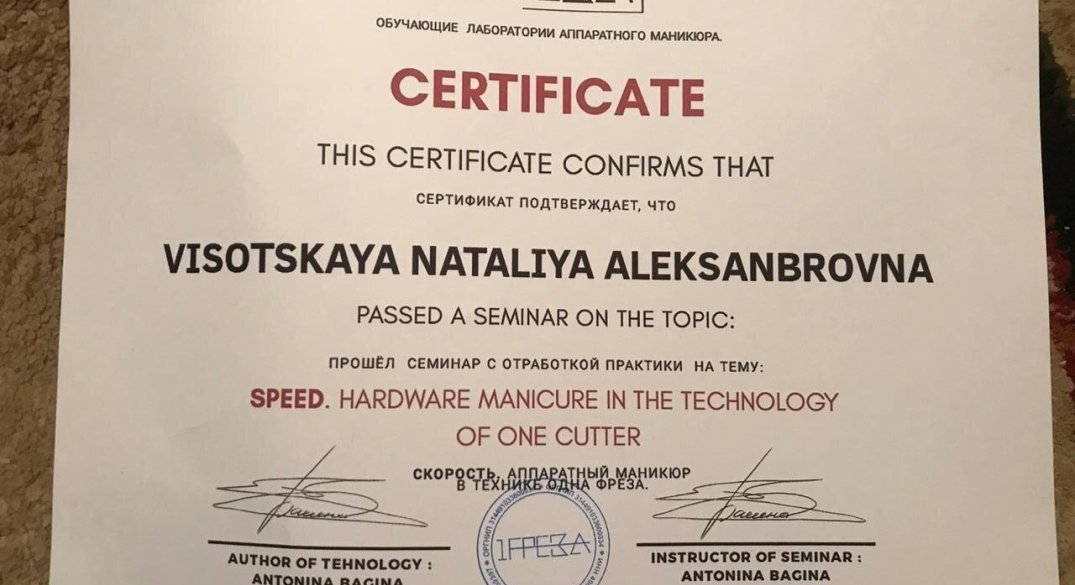 ОБУЧАЮЩИЕ ЛАБОРАТОРИИ АППАРАТНОГО МАНИКЮРА.
CERTIFICATE
THIS CERTIFICATE CONFIRMS THAT
СЕРТИФИКАТ ПОДТВЕРЖДАЕТ, ЧТО
VISOTSKAYA NATALIYA ALEKSANBROVNA
PASSED A SEMINAR ON THE TOPIC:
ПРОШЁЛ СЕМИНАР С ОТРАБОТКОЙ ПРАКТИКИ НА ТЕМУ:
SPEED. HARDWARE MANICURE IN THE TECHNOLOGY
OF ONE CUTTER
СКОРОСТЬ. АППАРАТНЫЙ МАНИКЮР
В ТЕХНИКЕ ОДНА ФРЕЗА.
1FРЕЗА
AUTHOR OF TEHNOLOGY :
ANTONINA BAGINA
INSTRUCTOR OF SEMINAR :
ANTONINA BAGINA